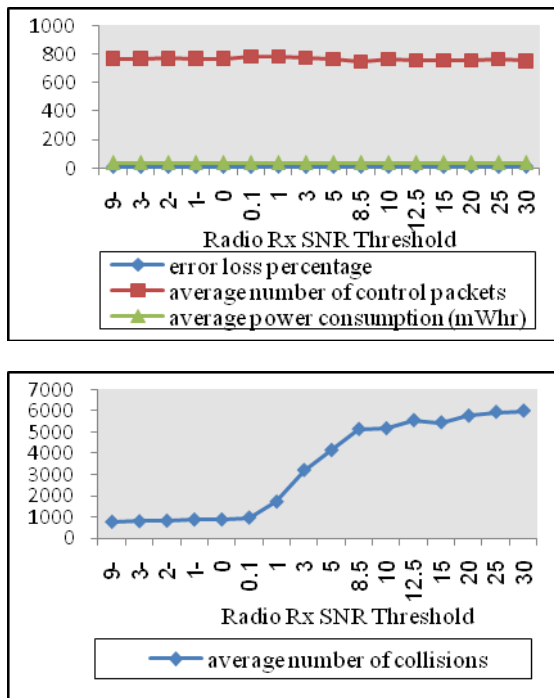 1000
800
600
400
200
0
9- 3- 2- 1- 0 0.1 1 3 5 8.5 10 12.5 15 20 25 30
Radio Rx SNR Threshold
error loss percentage
average number of control packets
average power consumption (mWhr)
7000
6000
5000
4000
3000
2000
1000
0
9- 3- 2- 1- 0 0.1 1 3 5 8.5 10 12.5 15 20 25 30
Radio Rx SNR Threshold
average number of collisions